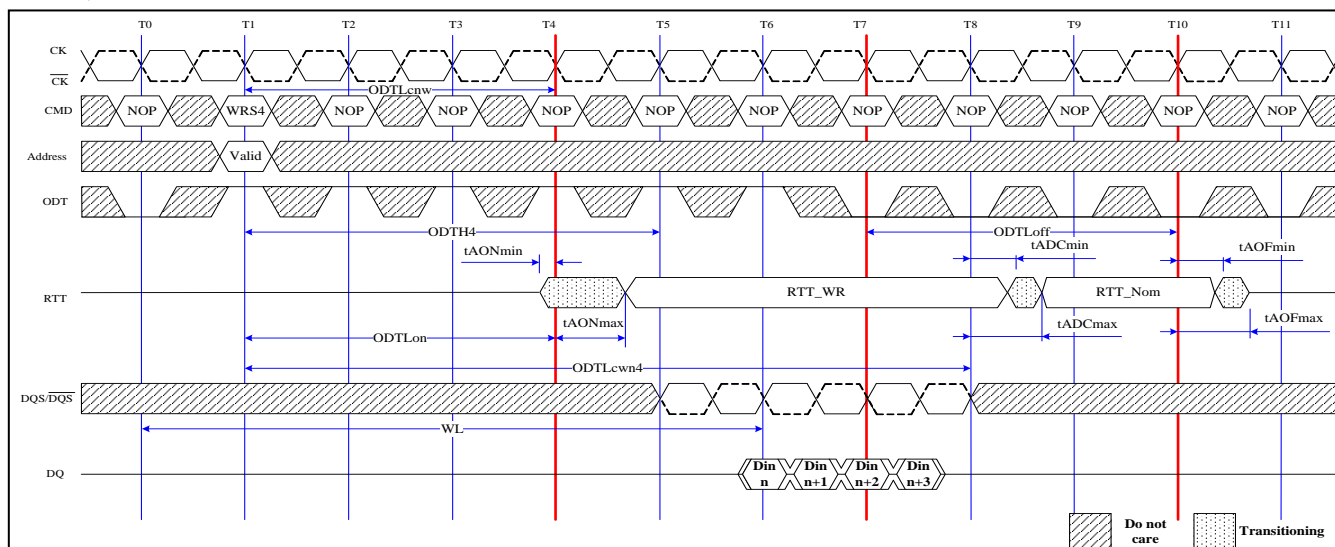 T0 T1 T2 T3 T4 T5 T6 T7 T8 T9 T10 T11
CK
CK
ODTLcnw
CMD NOP WRS4 NOP NOP NOP NOP NOP NOP NOP NOP NOP NOP
Address Valid
ODT
ODTH4 ODTLoff
tAONmin tADCmin tAOFmin
RTT RTT_WR RTT_Nom
tAONmax tADCmax tAOFmax
ODTLon
ODTLcwn4
DQS/DQS
WL
DQ Din n Din n+1 Din n+2 Din n+3
Do not care Transitioning